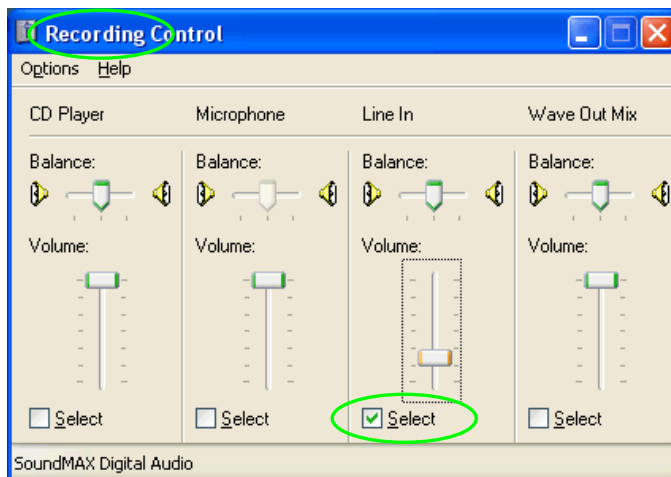 Recording Control
Options Help
CD Player Microphone Line In Wave Out Mix
Balance: Balance: Balance: Balance:
Volume: Volume: Volume: Volume:
Select Select Select Select
SoundMAX Digital Audio